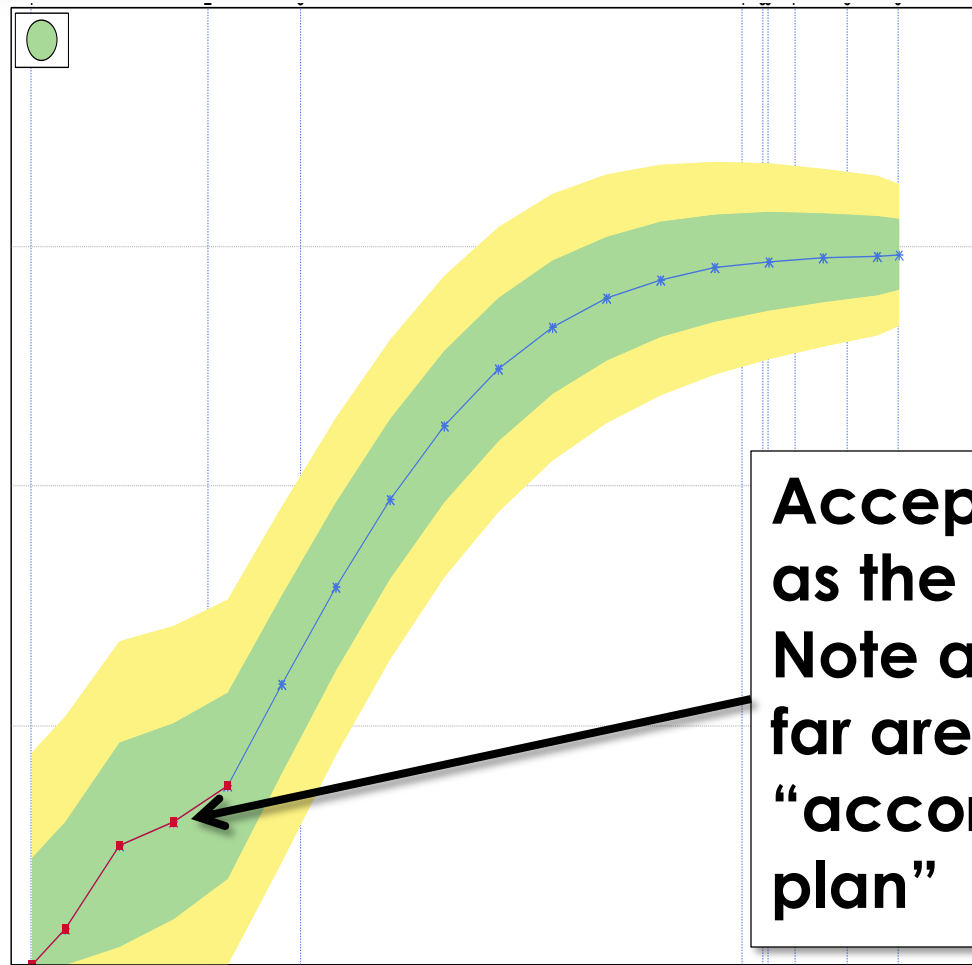 Accep
as the
Note a
far are
“accor
plan”